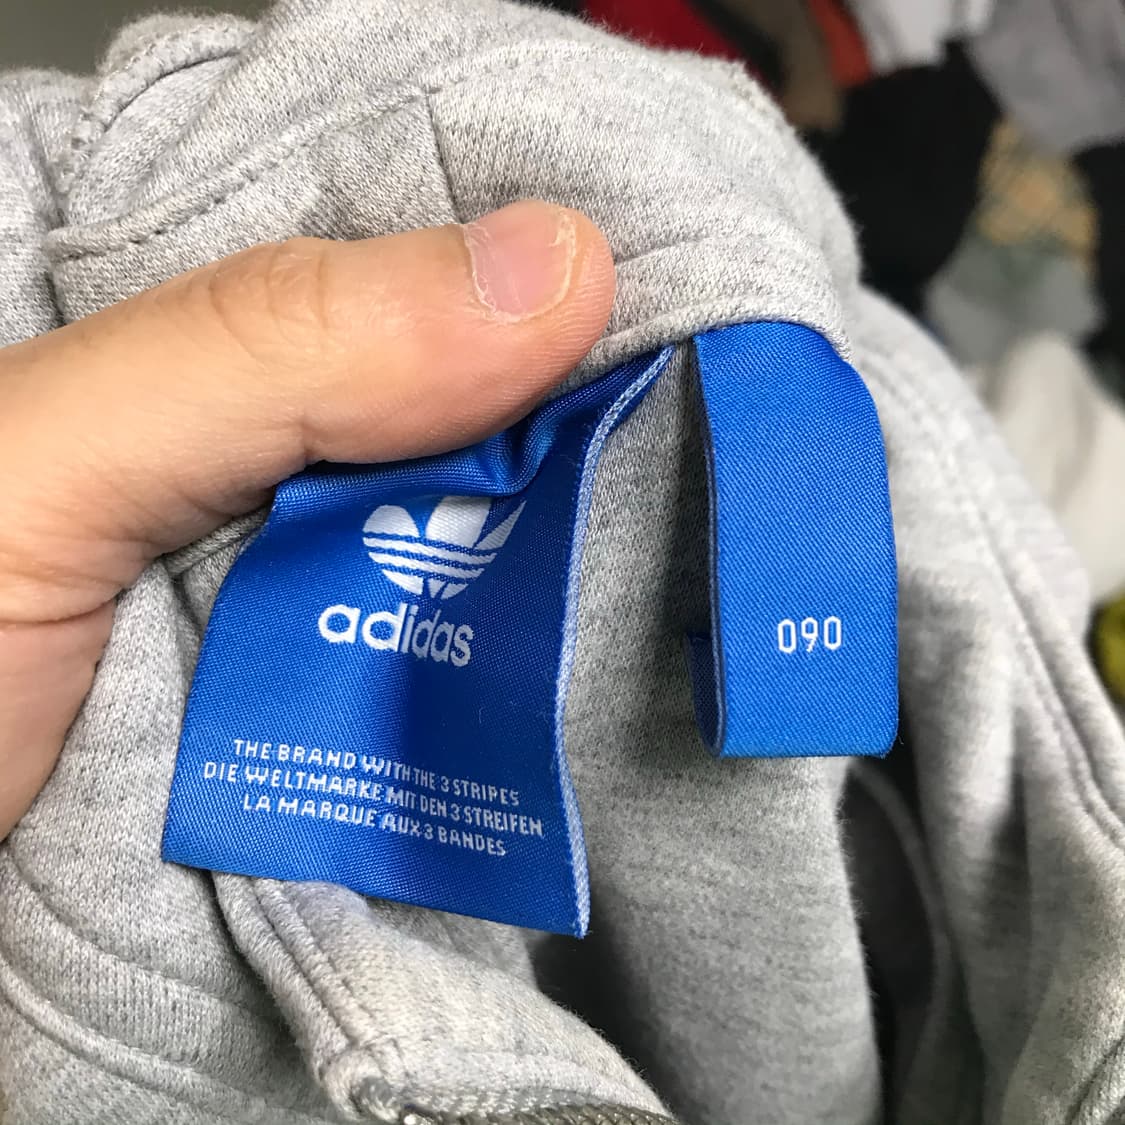 adidas
THE BRAND WITH THE 3 STRIPES
DIE WELTMARKE MIT DEN 3 STREIFEN
LA MARQUE AUX 3 BANDES
090